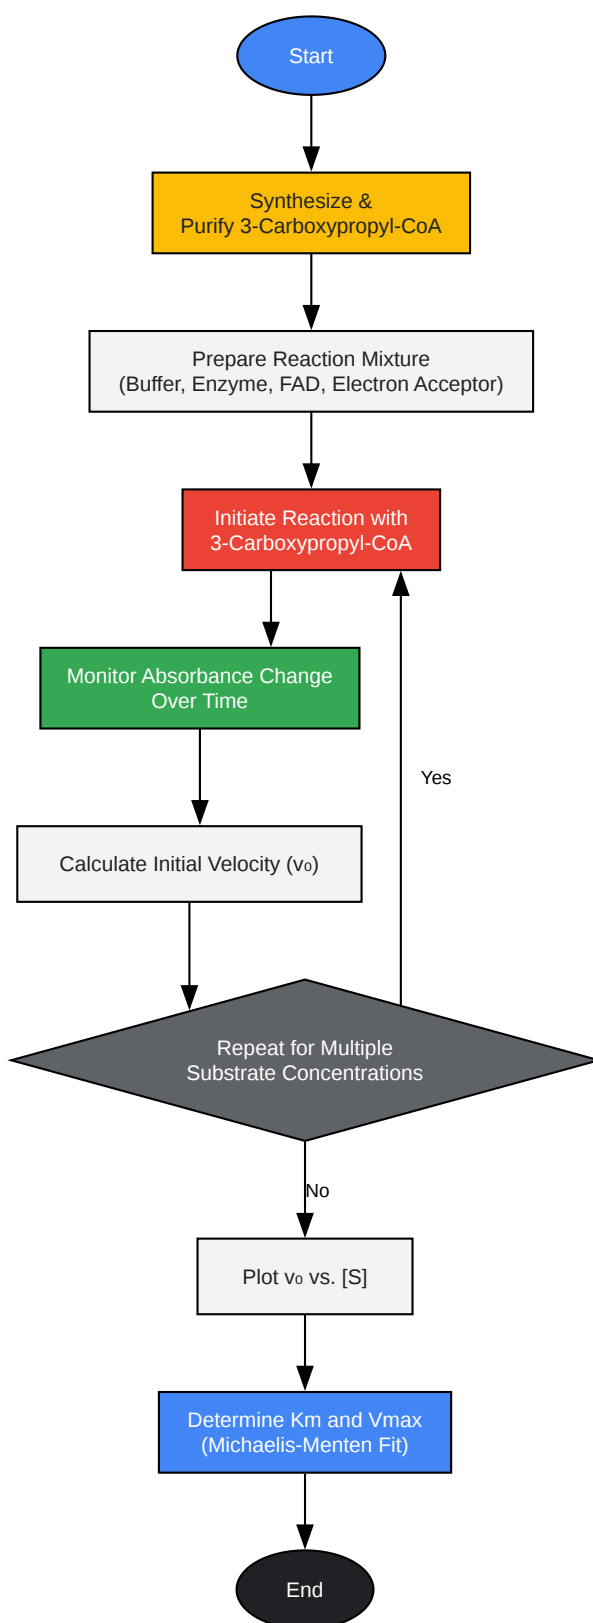 Start
Synthesize &
Purify 3-Carboxypropyl-CoA
Prepare Reaction Mixture
(Buffer, Enzyme, FAD, Electron Acceptor)
Initiate Reaction with
3-Carboxypropyl-CoA
Monitor Absorbance Change
Over Time
Yes
Calculate Initial Velocity (v₀)
Repeat for Multiple
Substrate Concentrations
No
Plot v₀ vs. [S]
Determine Km and Vmax
(Michaelis-Menten Fit)
End